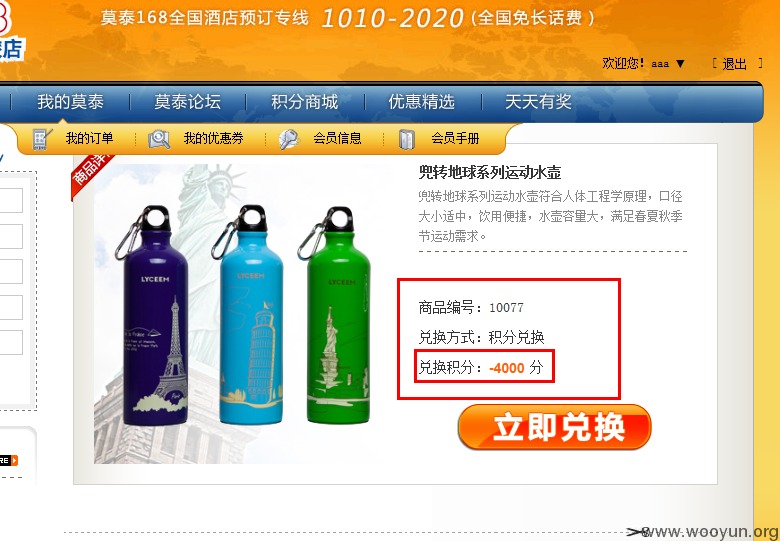 莫泰168全国酒店预订专线 1010-2020 (全国免长话费)
店
欢迎您! aaa ▼ [ 退出 ]
我的莫泰 莫泰论坛 积分商城 优惠精选 天天有奖
我的订单 我的优惠券 会员信息 会员手册
兜转地球系列运动水壶
兜转地球系列运动水壶符合人体工程学原理，口径
大小适中，饮用便捷，水壶容量大，满足春夏秋季
节运动需求。
LYCEEM LYCEEM LYCEEM
商品编号：10077
兑换方式：积分兑换
兑换积分：-4000 分
立即兑换
www.wooyun.org